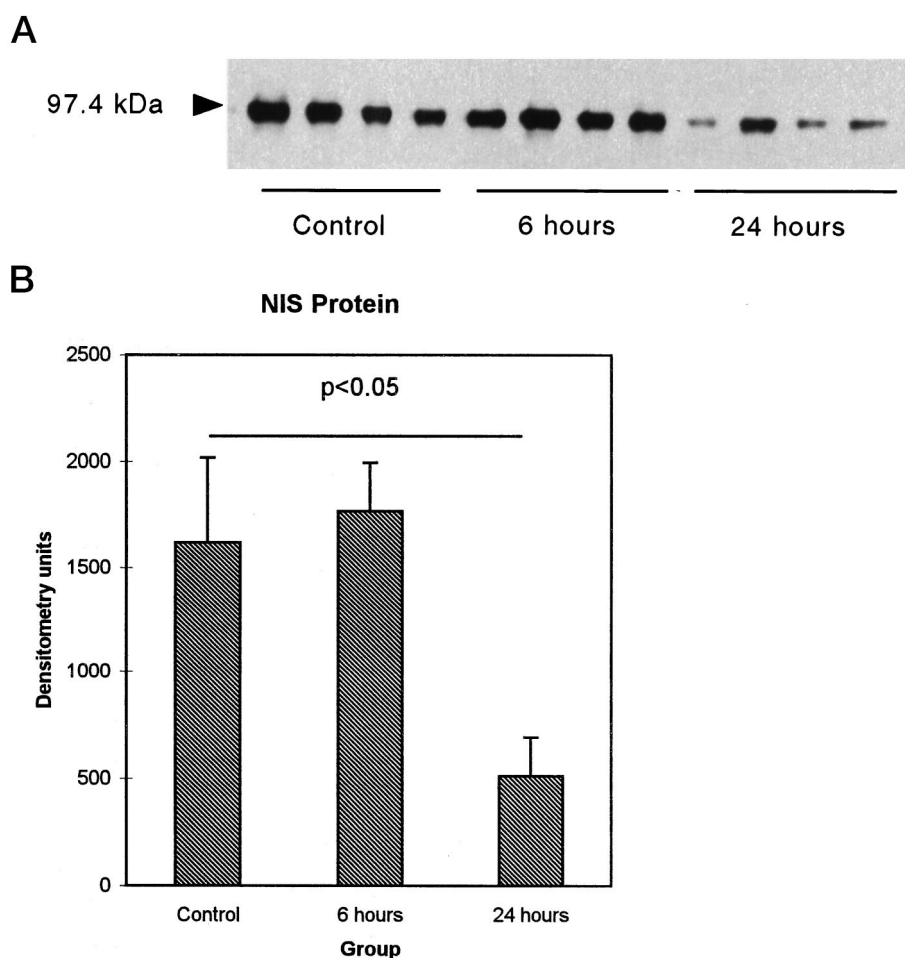 A
97.4 kDa
Control 6 hours 24 hours
B
NIS Protein
2500
p<0.05
2000
1500
1000
500
0
Densitometry units
Control 6 hours 24 hours
Group